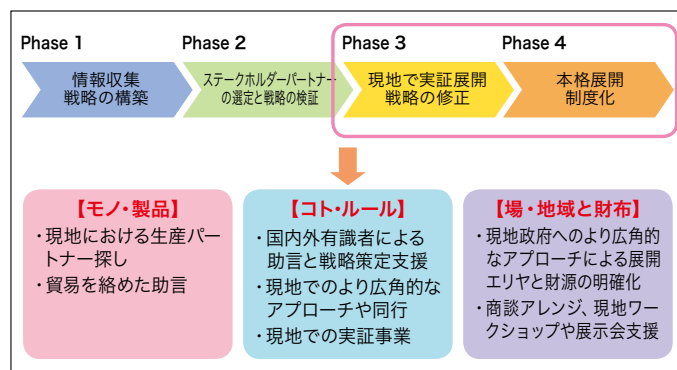 Phase 1
Phase 2
Phase 3
Phase 4
情報収集
戦略の構築
ステークホルダーパートナー
の選定と戦略の検証
現地で実証展開
戦略の修正
本格展開
制度化
【モノ・製品】
・現地における生産パー
トナー探し
・貿易を絡めた助言
【コト・ルール】
・国内外有識者による
助言と戦略策定支援
・現地でのより広角的な
アプローチや同行
・現地での実証事業
【場・地域と財布】
・現地政府へのより広角的
なアプローチによる展開
エリヤと財源の明確化
・商談アレンジ、現地ワー
クショップや展示会支援